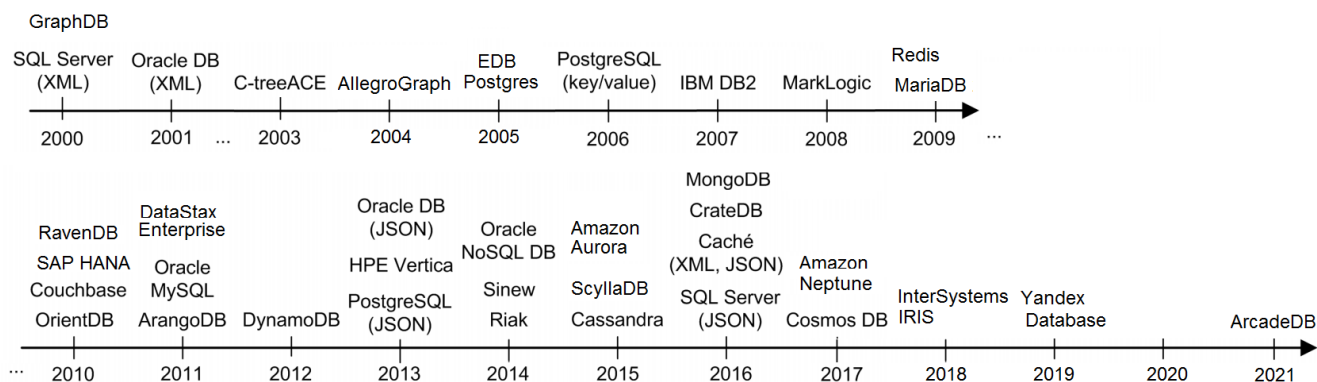 GraphDB
SQL Server
(XML)
Oracle DB
(XML)
C-treeACE
AllegroGraph
EDB
Postgres
PostgreSQL
(key/value)
IBM DB2
MarkLogic
Redis
MariaDB
2000 2001 ... 2003 2004 2005 2006 2007 2008 2009 ...
RavenDB
SAP HANA
Couchbase
OrientDB
DataStax
Enterprise
Oracle
MySQL
ArangoDB
DynamoDB
Oracle DB
(JSON)
HPE Vertica
PostgreSQL
(JSON)
Oracle
NoSQL DB
Sinew
Riak
Amazon
Aurora
ScyllaDB
Cassandra
MongoDB
CrateDB
Caché
(XML, JSON)
SQL Server
(JSON)
Amazon
Neptune
Cosmos DB
InterSystems
IRIS
Yandex
Database
ArcadeDB
... 2010 2011 2012 2013 2014 2015 2016 2017 2018 2019 2020 2021